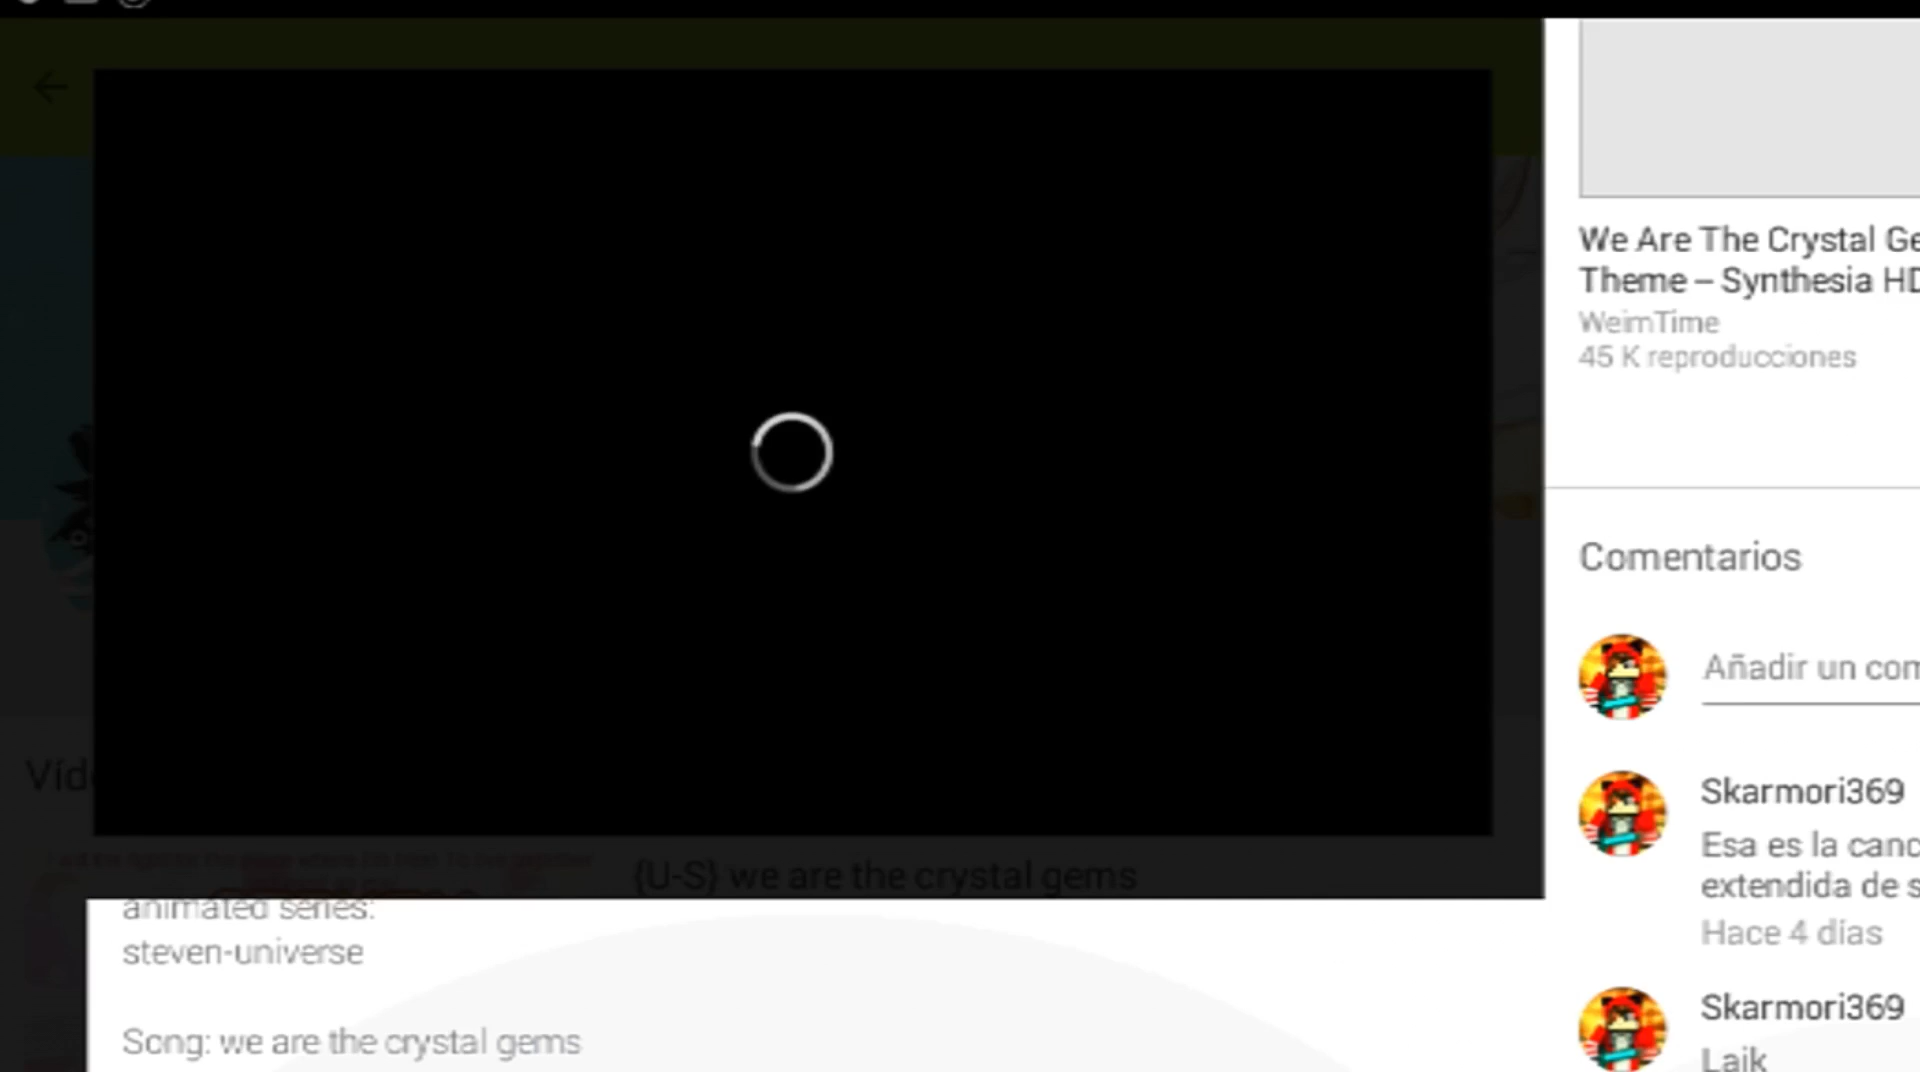 We Are The Crystal Ge
Theme – Synthesia HD
WeimTime
45 K reproducciones
Comentarios
Añadir un com
Skarmori369
Esa es la canc
extendida de s
Hace 4 días
Skarmori369
Laik
Víd
(U-S) we are the crystal gems
animated series:
steven-universe
Song: we are the crystal gems